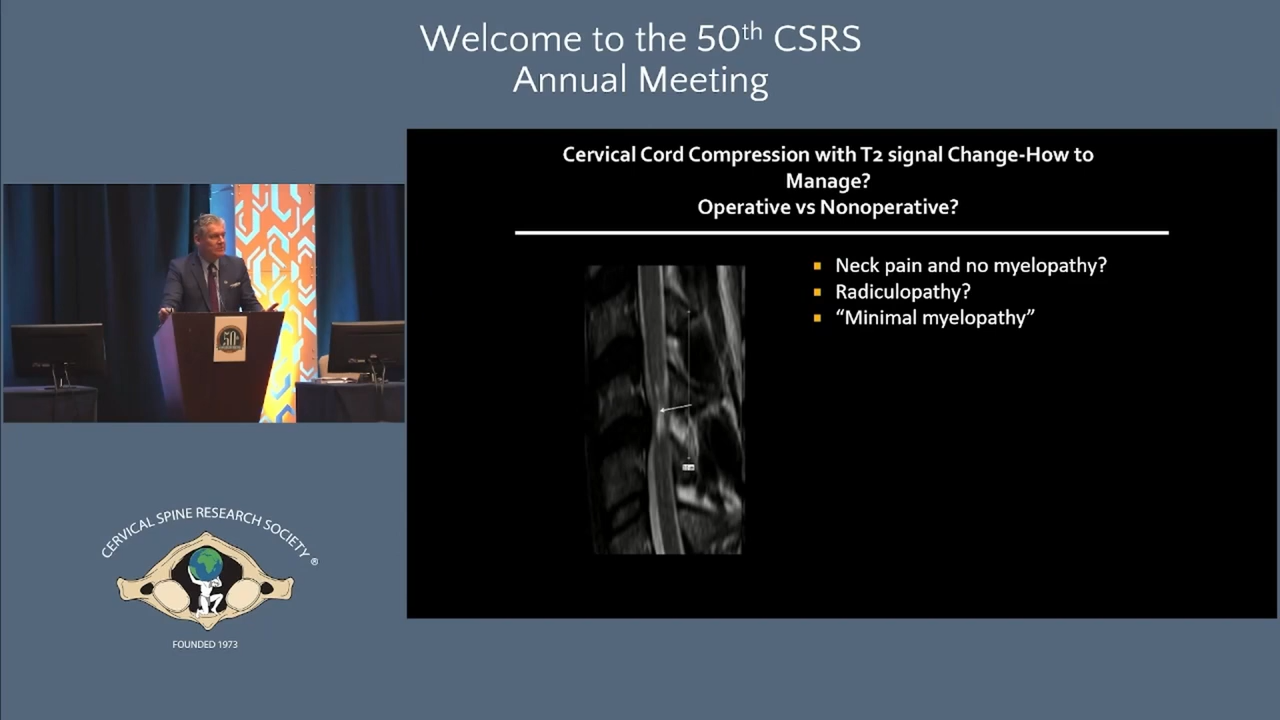 Welcome to the 50th CSRS
Annual Meeting
Cervical Cord Compression with T2 signal Change-How to
Manage?
Operative vs Nonoperative?
Neck pain and no myelopathy?
Radiculopathy?
“Minimal myelopathy”
50
CERVICAL SPINE RESEARCH SOCIETY®
FOUNDED 1973